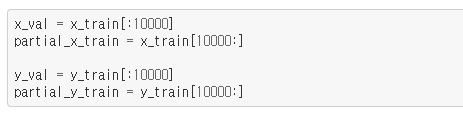 x_val = x_train[:10000]
partial_x_train = x_train[10000:]
y_val = y_train[:10000]
partial_y_train = y_train[10000:]